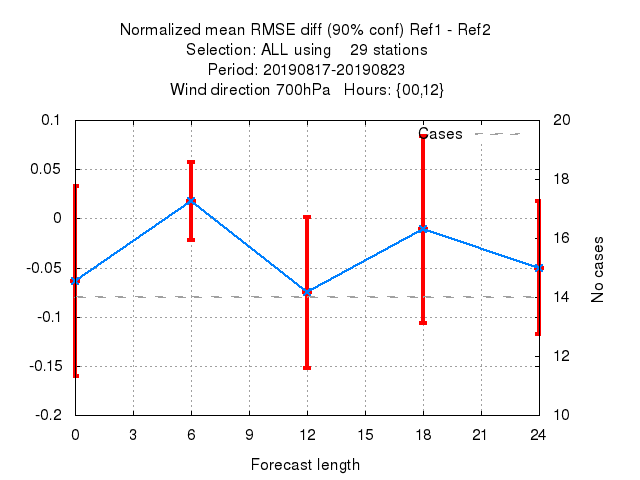 Normalized mean RMSE diff (90% conf) Ref1 - Ref2
Selection: ALL using    29 stations
Period: 20190817-20190823
Wind direction 700hPa   Hours: {00,12}
0.1
0.05
0
-0.05
-0.1
-0.15
-0.2
Cases
20
18
16
14
12
10
No cases
0 3 6 9 12 15 18 21 24
Forecast length